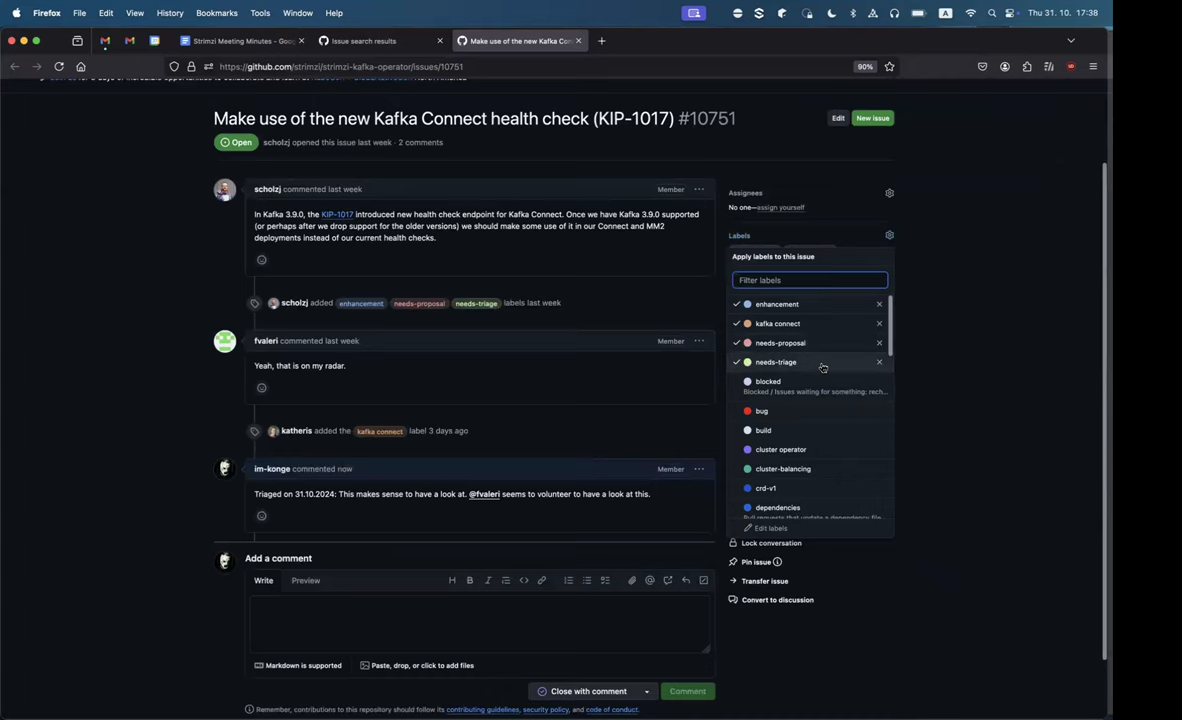 Firefox File Edit View History Bookmarks Tools Window Help A Thu 31. 10. 17:38
Strimzi Meeting Minutes - Goog Issue search results Make use of the new Kafka Con
https://github.com/strimzi/strimzi-kafka-operator/issues/10751 90%
Make use of the new Kafka Connect health check (KIP-1017) #10751 Edit New issue
Open scholzj opened this issue last week · 2 comments
scholzj commented last week Member ···
In Kafka 3.9.0, the KIP-1017 introduced new health check endpoint for Kafka Connect. Once we have Kafka 3.9.0 supported
(or perhaps after we drop support for the older versions) we should make some use of it in our Connect and MM2
deployments instead of our current health checks.
scholzj added enhancement needs-proposal needs-triage labels last week
fvaleri commented last week Member ···
Yeah, that is on my radar.
katheris added the kafka connect label 3 days ago
im-konge commented now Member ···
Triaged on 31.10.2024: This makes sense to have a look at. @fvaleri seems to volunteer to have a look at this.
Add a comment
Write Preview H B I
Markdown is supported Paste, drop, or click to add files
Close with comment Comment
Remember, contributions to this repository should follow its contributing guidelines, security policy, and code of conduct.
Assignees
No one—assign yourself
Labels
Apply labels to this issue
Filter labels
enhancement
kafka connect
needs-proposal
needs-triage
blocked
Blocked / Issues waiting for something: rech...
bug
build
cluster operator
cluster-balancing
crd-v1
dependencies
Pull requests that update a dependency file
Edit labels
Lock conversation
Pin issue
Transfer issue
Convert to discussion